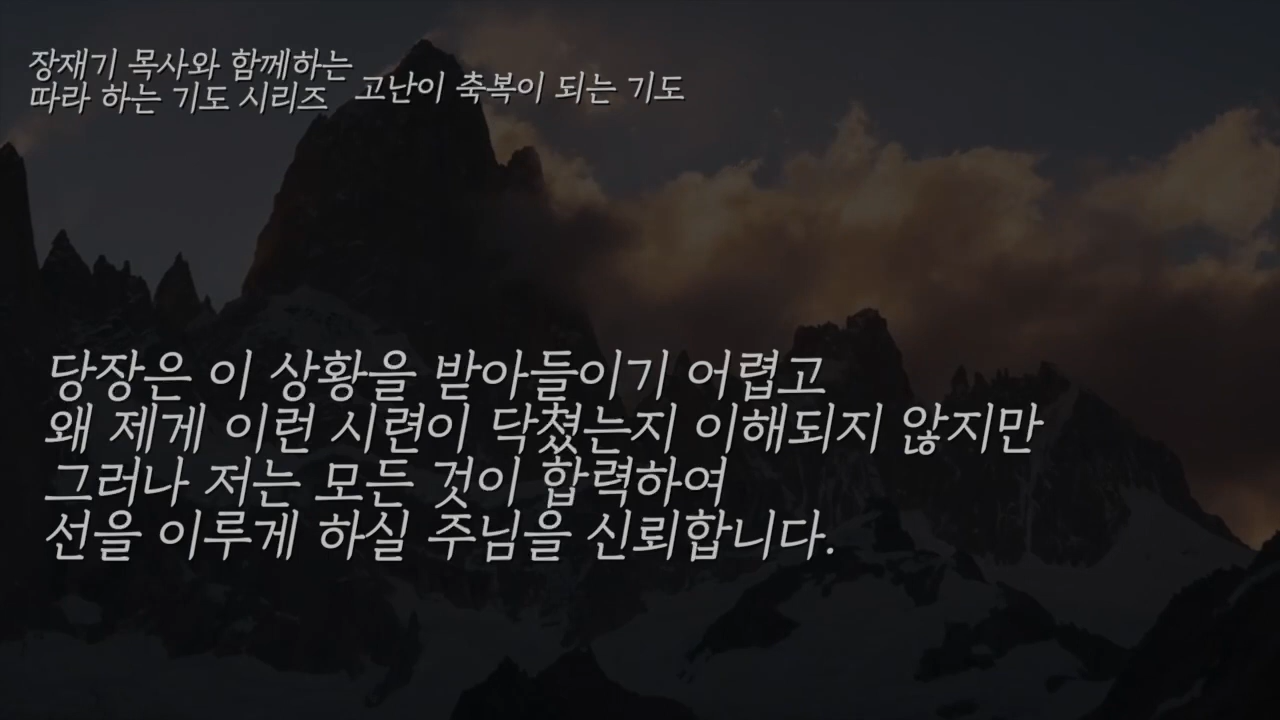 장재기 목사와 함께하는
따라 하는 기도 시리즈
고난이 축복이 되는 기도
당장은 이 상황을 받아들이기 어렵고
왜 제게 이런 시련이 닥쳤는지 이해되지 않지만
그러나 저는 모든 것이 합력하여
선을 이루게 하실 주님을 신뢰합니다.